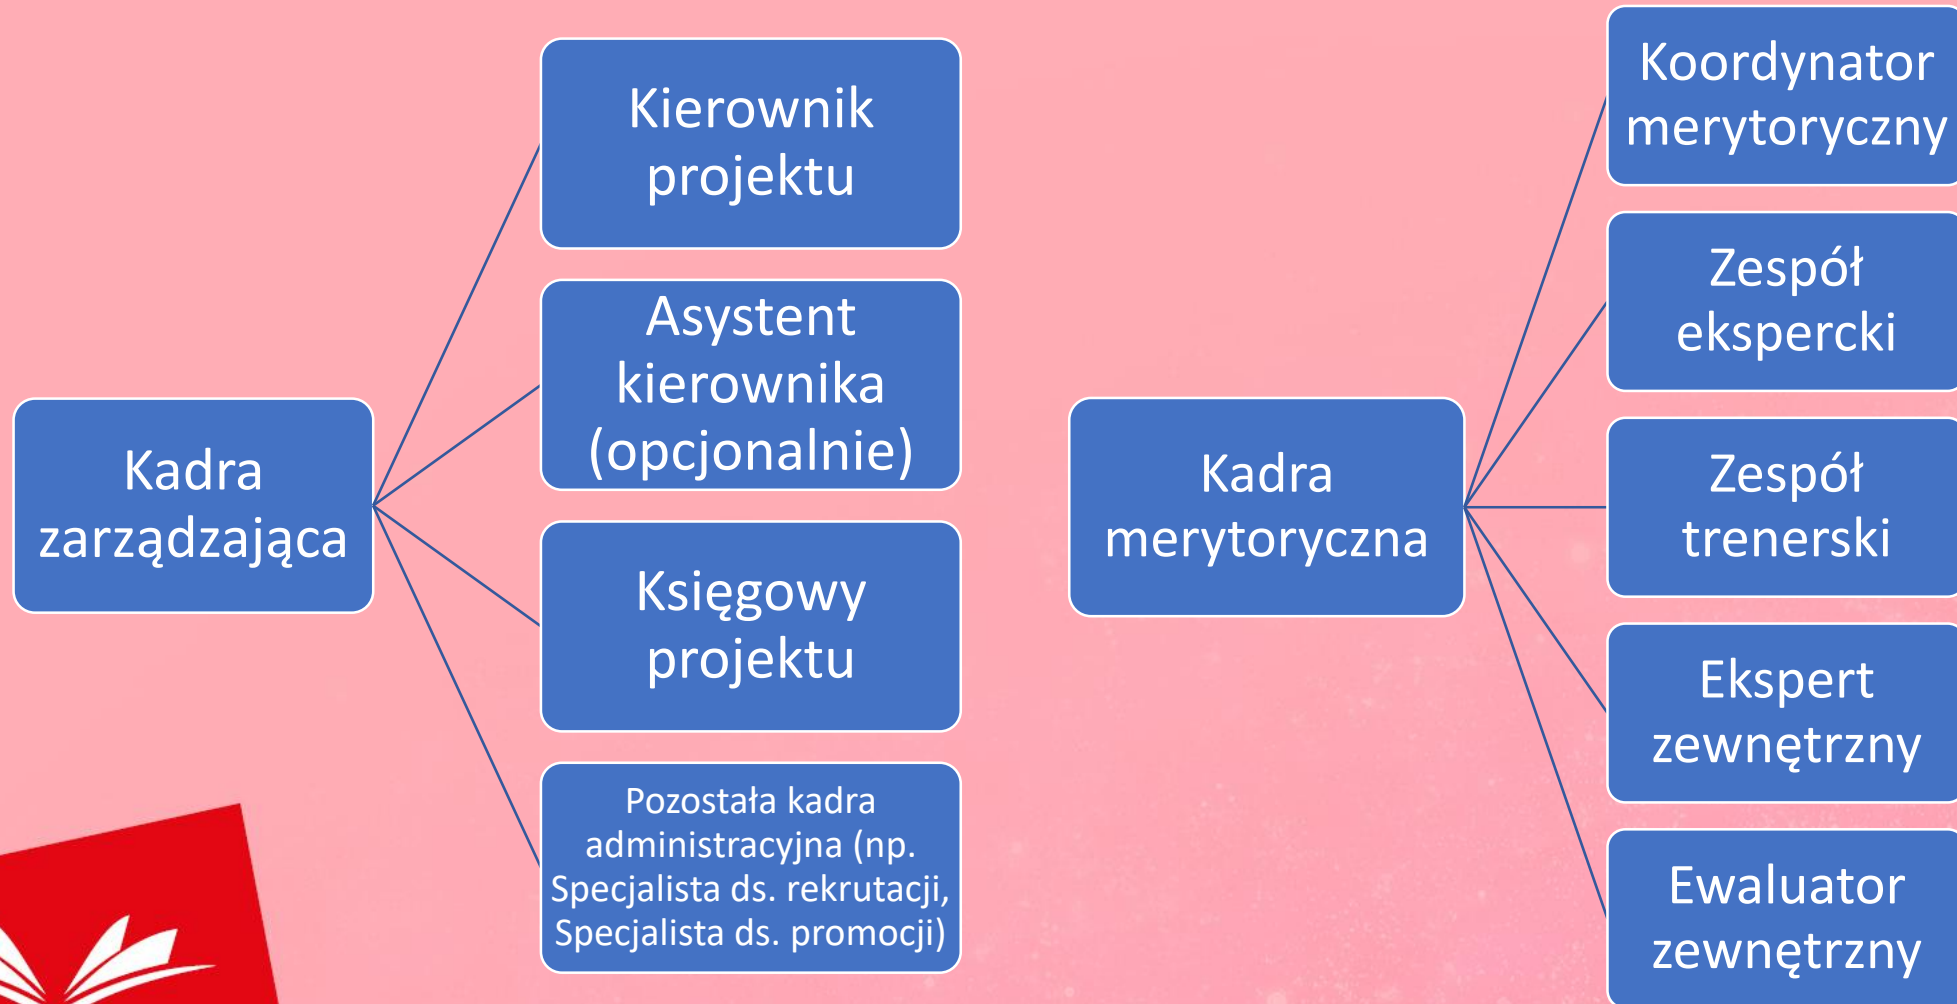 Kadra
zarządzająca
Kierownik
projektu
Asystent
kierownika
(opcjonalnie)
Księgowy
projektu
Pozostała kadra
administracyjna (np.
Specjalista ds. rekrutacji,
Specjalista ds. promocji)
Kadra
merytoryczna
Koordynator
merytoryczny
Zespół
ekspercki
Zespół
trenerski
Ekspert
zewnętrzny
Ewaluator
zewnętrzny